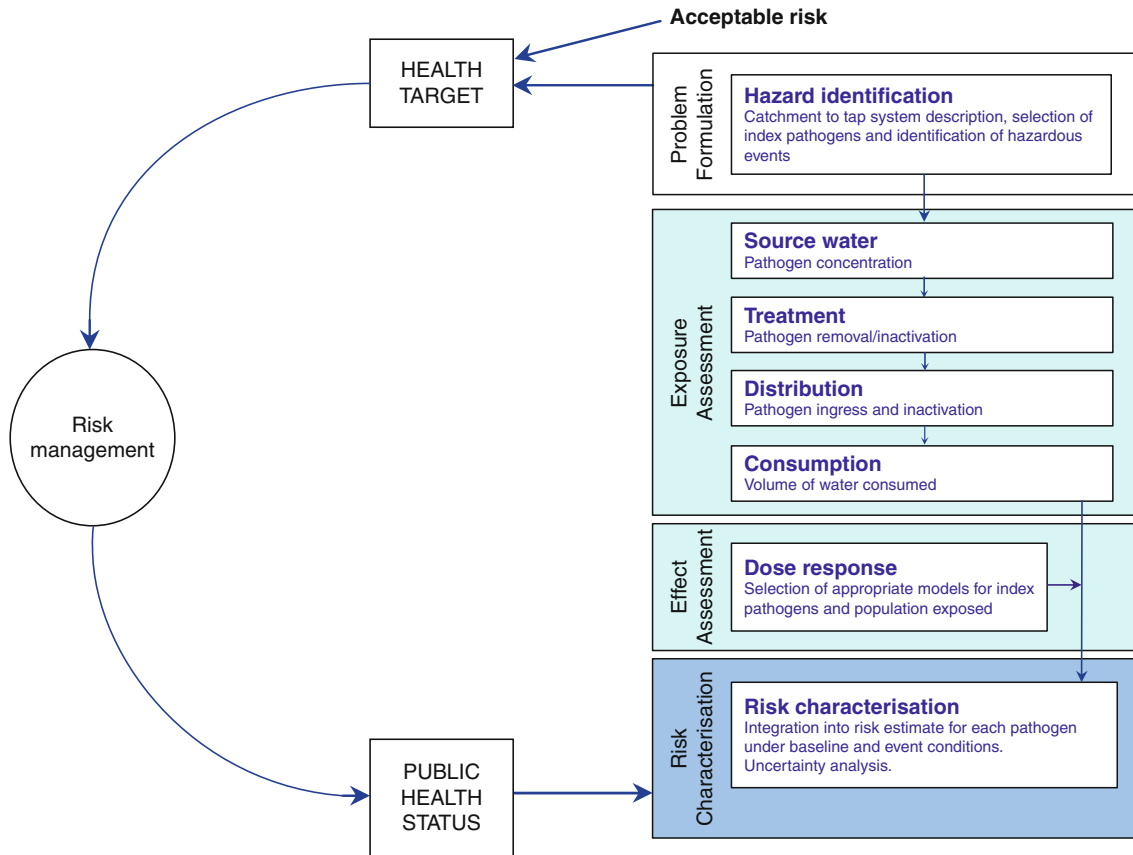 Acceptable risk
HEALTH
TARGET
Problem
Formulation
Hazard identification
Catchment to tap system description, selection of
index pathogens and identification of hazardous
events
Exposure
Assessment
Source water
Pathogen concentration
Treatment
Pathogen removal/inactivation
Distribution
Pathogen ingress and inactivation
Consumption
Volume of water consumed
Risk
management
Effect
Assessment
Dose response
Selection of appropriate models for index
pathogens and population exposed
Risk
Characterisation
Risk characterisation
Integration into risk estimate for each pathogen
under baseline and event conditions.
Uncertainty analysis.
PUBLIC
HEALTH
STATUS